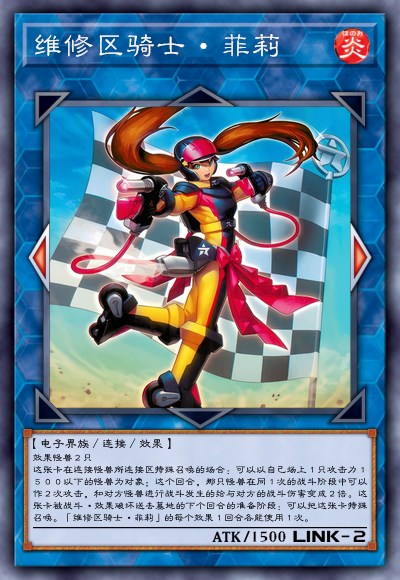 维修区骑士・菲莉
ほのお
炎
【电子界族／连接／效果】
效果怪兽２只
这张卡在连接怪兽所连接区特殊召唤的场合，可以以自己场上１只攻击力１
５００以下的怪兽为对象；这个回合，那只怪兽在同１次的战斗阶段中可以
作２次攻击，和对方怪兽进行战斗发生的给与对方的战斗伤害变成２倍。这
张卡被战斗・效果破坏送去墓地的下个回合的准备阶段，可以把这张卡特殊
召唤。「维修区骑士・菲莉」的每个效果１回合各能使用１次。
ATK/1500 LINK-2